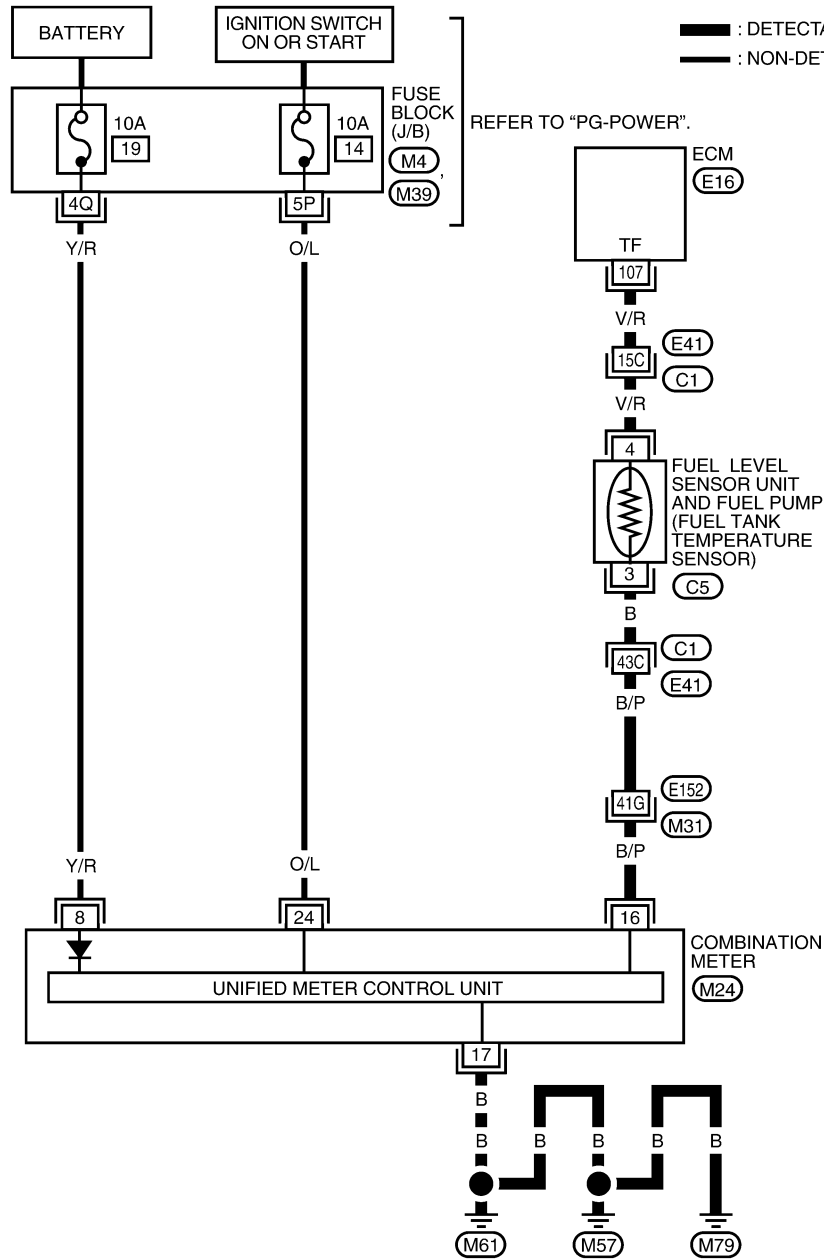 BATTERY
IGNITION SWITCH
ON OR START
: DETECTA
: NON-DET
FUSE
BLOCK
(J/B)
M4 ,
M39
10A
19
10A
14
REFER TO “PG-POWER”.
4Q
5P
Y/R
O/L
ECM
E16
TF
107
V/R
15C
E41
C1
V/R
4
FUEL LEVEL
SENSOR UNIT
AND FUEL PUMP
(FUEL TANK
TEMPERATURE
SENSOR)
3
C5
B
43C
C1
E41
B/P
41G
E152
M31
B/P
Y/R
O/L
8
24
16
COMBINATION
METER
M24
UNIFIED METER CONTROL UNIT
17
B
B B B B B
M61 M57 M79